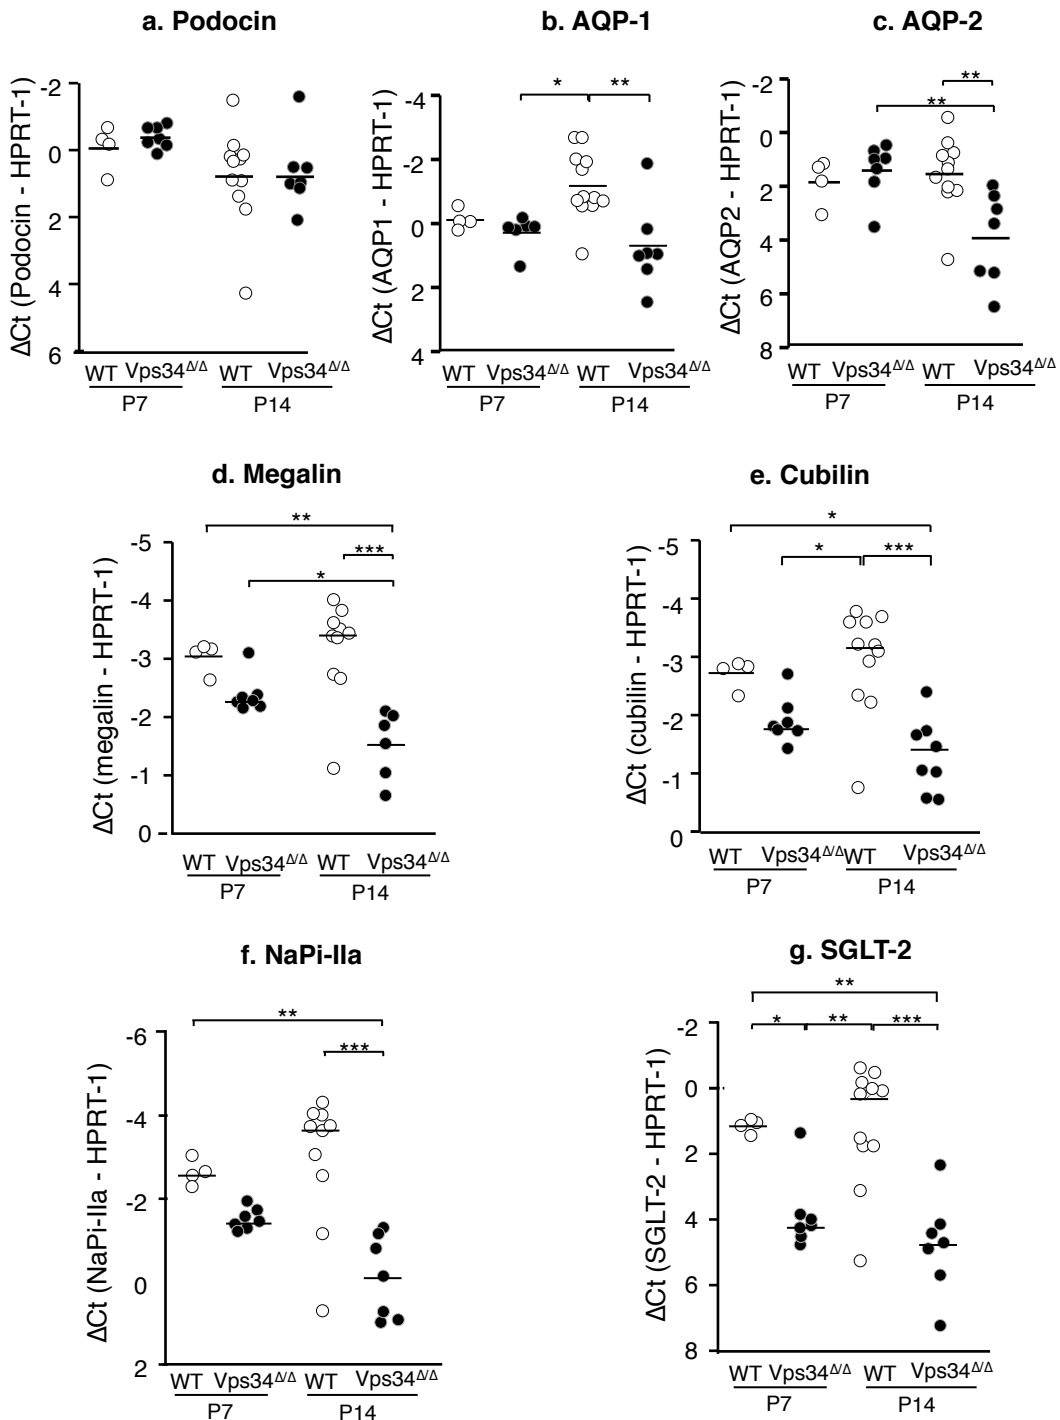 a. Podocin
b. AQP-1
c. AQP-2
ΔCt (Podocin - HPRT-1)
-2
0
2
4
6
WT Vps34Δ/Δ WT Vps34Δ/Δ
P7 P14
ΔCt (AQP1 - HPRT-1)
* **
-4
-2
0
2
4
WT Vps34Δ/Δ WT Vps34Δ/Δ
P7 P14
ΔCt (AQP2 - HPRT-1)
**
**
-2
0
2
4
6
8
WT Vps34Δ/Δ WT Vps34Δ/Δ
P7 P14
d. Megalin
e. Cubilin
ΔCt (megalin - HPRT-1)
**
***
*
-5
-4
-3
-2
-1
0
WT Vps34Δ/Δ WT Vps34Δ/Δ
P7 P14
ΔCt (cubilin - HPRT-1)
*
* ***
-5
-4
-3
-2
-1
0
WT Vps34Δ/Δ WT Vps34Δ/Δ
P7 P14
f. NaPi-IIa
g. SGLT-2
ΔCt (NaPi-IIa - HPRT-1)
**
***
-6
-4
-2
0
2
WT Vps34Δ/Δ WT Vps34Δ/Δ
P7 P14
ΔCt (SGLT-2 - HPRT-1)
**
* ** ***
-2
0
2
4
6
8
WT Vps34Δ/Δ WT Vps34Δ/Δ
P7 P14